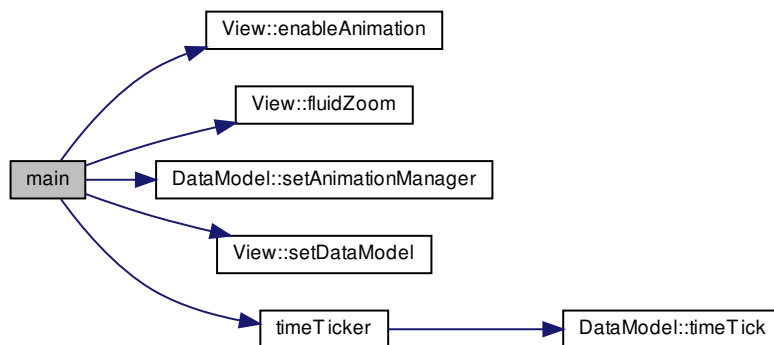 View::enableAnimation
View::fluidZoom
main
DataModel::setAnimationManager
View::setDataModel
timeTicker
DataModel::timeTick